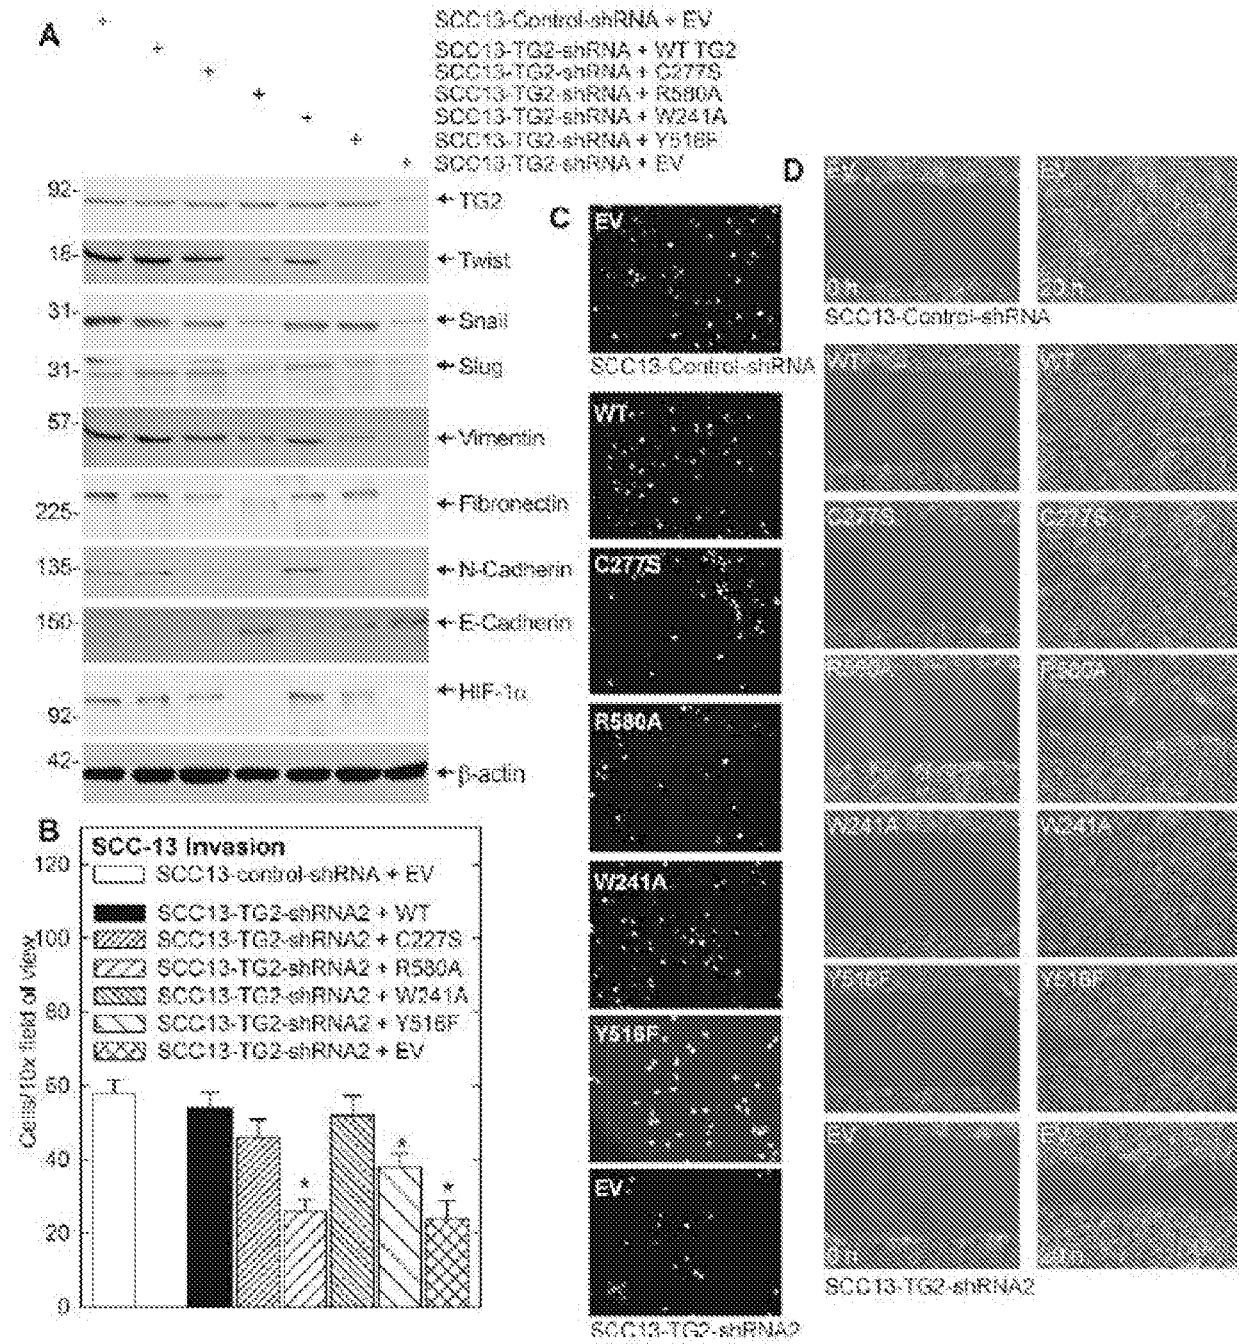 A
+ SCC13-Control-shRNA + EV
+ SCC13-TG2-shRNA + WT TG2
+ SCC13-TG2-shRNA + C277S
+ SCC13-TG2-shRNA + R580A
+ SCC13-TG2-shRNA + W241A
+ SCC13-TG2-shRNA + Y516F
+ SCC13-TG2-shRNA + EV
92- ←TG2
18- ←Twist
31- ←Snail
31- ←Slug
57- ←Vimentin
225- ←Fibronectin
135- ←N-Cadherin
150- ←E-Cadherin
92- ←HIF-1α
42- ←β-actin
B
SCC-13 Invasion
SCC13-control-shRNA + EV
SCC13-TG2-shRNA2 + WT
SCC13-TG2-shRNA2 + C227S
SCC13-TG2-shRNA2 + R580A
SCC13-TG2-shRNA2 + W241A
SCC13-TG2-shRNA2 + Y516F
SCC13-TG2-shRNA2 + EV
Cells/10x field of view
120
100
80
60
40
20
0
* * *
C
EV
SCC13-Control-shRNA
WT
C277S
R580A
W241A
Y516F
EV
SCC13-TG2-shRNA2
D
EV EV
0 h 20 h
SCC13-Control-shRNA
WT WT
C277S C277S
R580A R580A
W241A W241A
Y516F Y516F
EV EV
0 h
SCC13-TG2-shRNA2